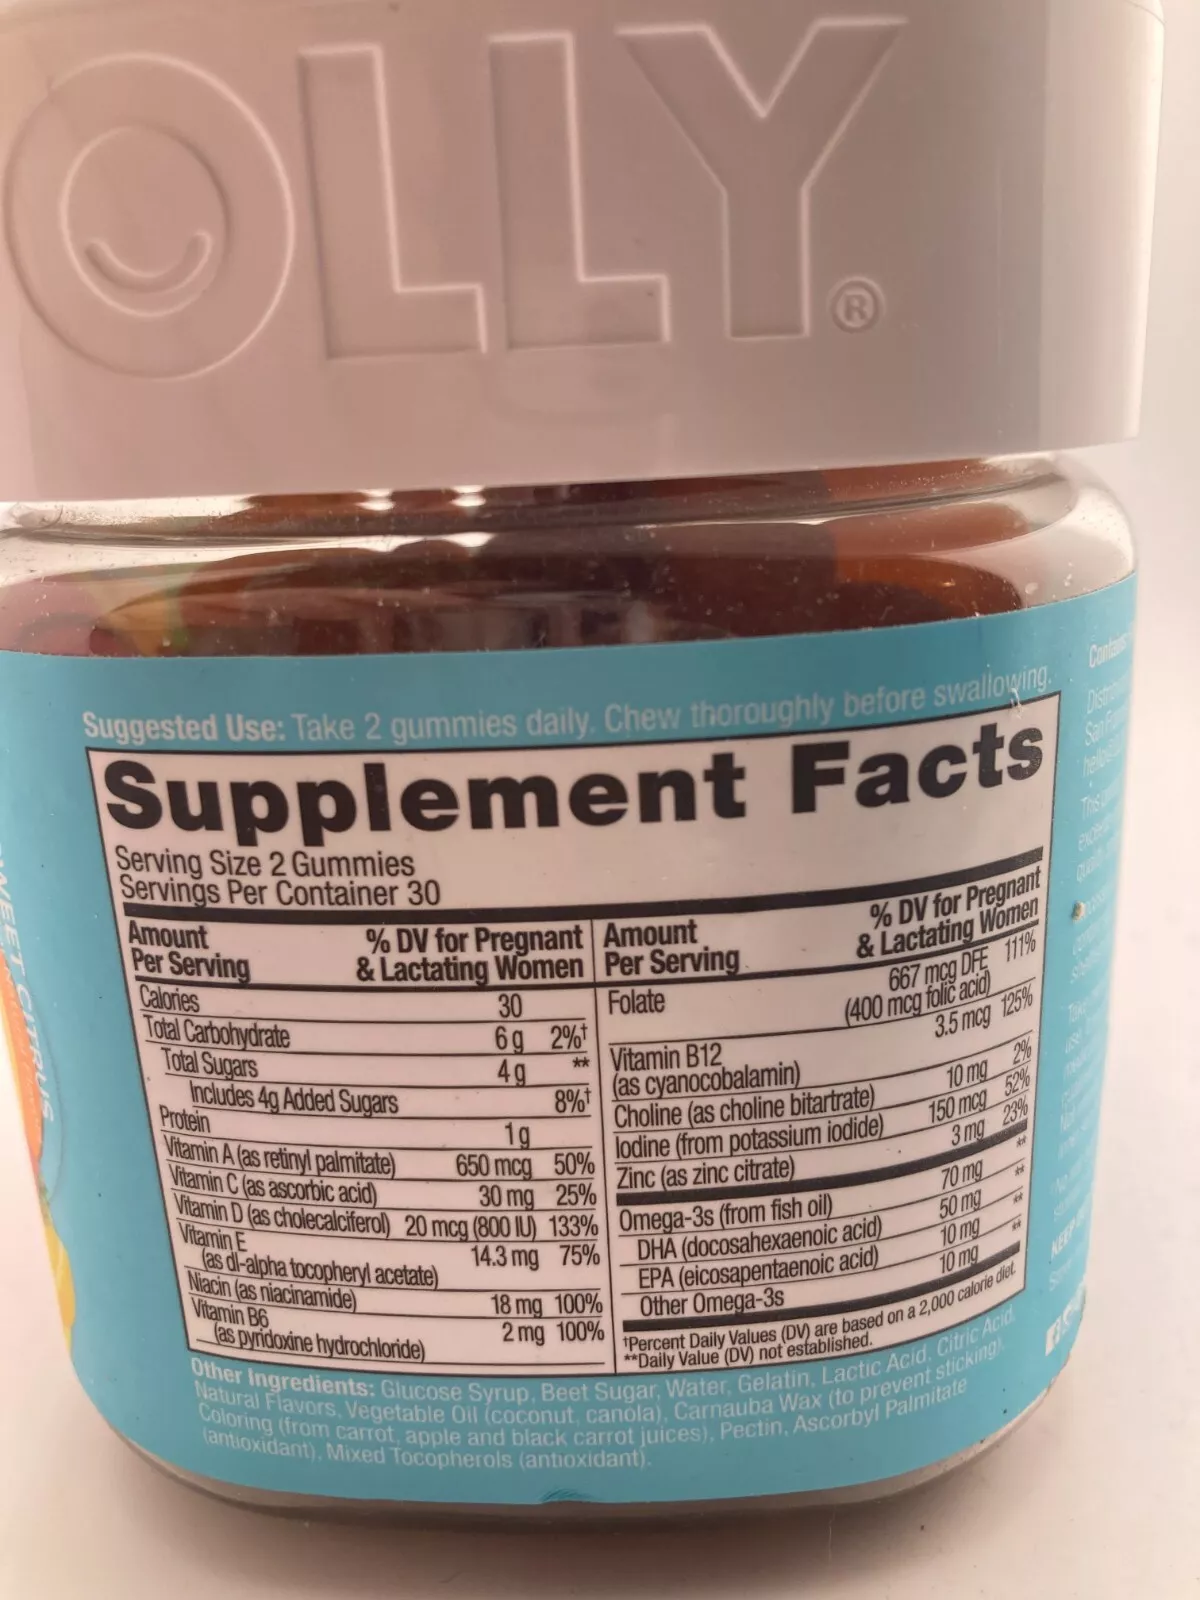 OLLY®
Suggested Use: Take 2 gummies daily. Chew thoroughly before swallowing.
Supplement Facts
Serving Size 2 Gummies
Servings Per Container 30
Amount Per Serving % DV for Pregnant & Lactating Women
Calories 30
Total Carbohydrate 6 g 2%†
Total Sugars 4 g **
Includes 4g Added Sugars 8%†
Protein 1 g
Vitamin A (as retinyl palmitate) 650 mcg 50%
Vitamin C (as ascorbic acid) 30 mg 25%
Vitamin D (as cholecalciferol) 20 mcg (800 IU) 133%
Vitamin E
(as dl-alpha tocopheryl acetate) 14.3 mg 75%
Niacin (as niacinamide) 18 mg 100%
Vitamin B6
(as pyridoxine hydrochloride) 2 mg 100%
Amount Per Serving % DV for Pregnant & Lactating Women
Folate 667 mcg DFE 111%
(400 mcg folic acid)
Vitamin B12 3.5 mcg 125%
(as cyanocobalamin)
Choline (as choline bitartrate) 10 mg 2%
Iodine (from potassium iodide) 150 mcg 52%
Zinc (as zinc citrate) 3 mg 23%
Omega-3s (from fish oil) 70 mg **
DHA (docosahexaenoic acid) 50 mg **
EPA (eicosapentaenoic acid) 10 mg **
Other Omega-3s 10 mg **
†Percent Daily Values (DV) are based on a 2,000 calorie diet.
**Daily Value (DV) not established.
Other Ingredients: Glucose Syrup, Beet Sugar, Water, Gelatin, Lactic Acid, Citric Acid,
Natural Flavors, Vegetable Oil (coconut, canola), Carnauba Wax (to prevent sticking),
Coloring (from carrot, apple and black carrot juices), Pectin, Ascorbyl Palmitate
(antioxidant), Mixed Tocopherols (antioxidant).
SWEET CITRUS